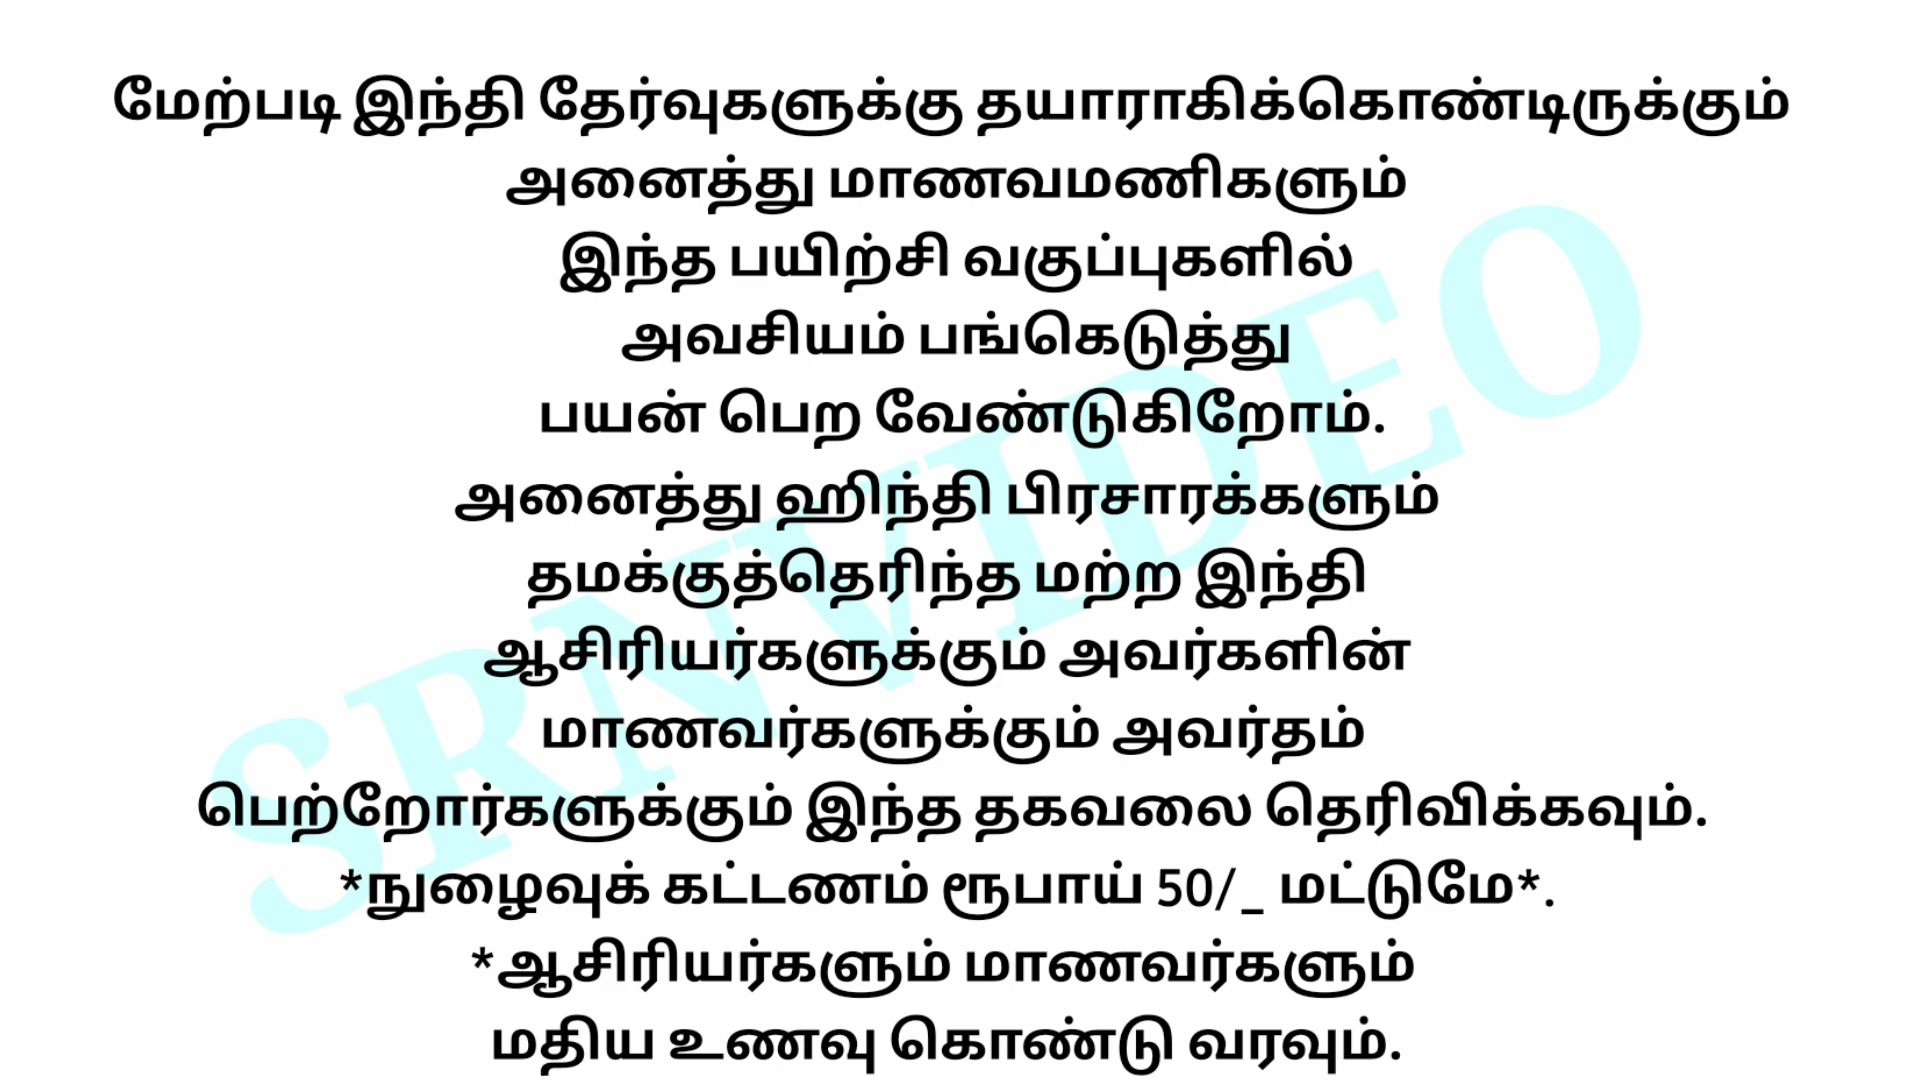 மேற்படி இந்தி தேர்வுகளுக்கு தயாராகிக்கொண்டிருக்கும்
அனைத்து மாணவமணிகளும்
இந்த பயிற்சி வகுப்புகளில்
அவசியம் பங்கெடுத்து
பயன் பெற வேண்டுகிறோம்.
அனைத்து ஹிந்தி பிரசாரக்களும்
தமக்குத்தெரிந்த மற்ற இந்தி
ஆசிரியர்களுக்கும் அவர்களின்
மாணவர்களுக்கும் அவர்தம்
பெற்றோர்களுக்கும் இந்த தகவலை தெரிவிக்கவும்.
*நுழைவுக் கட்டணம் ரூபாய் 50/_ மட்டுமே*.
*ஆசிரியர்களும் மாணவர்களும்
மதிய உணவு கொண்டு வரவும்.
SRNVIDEO